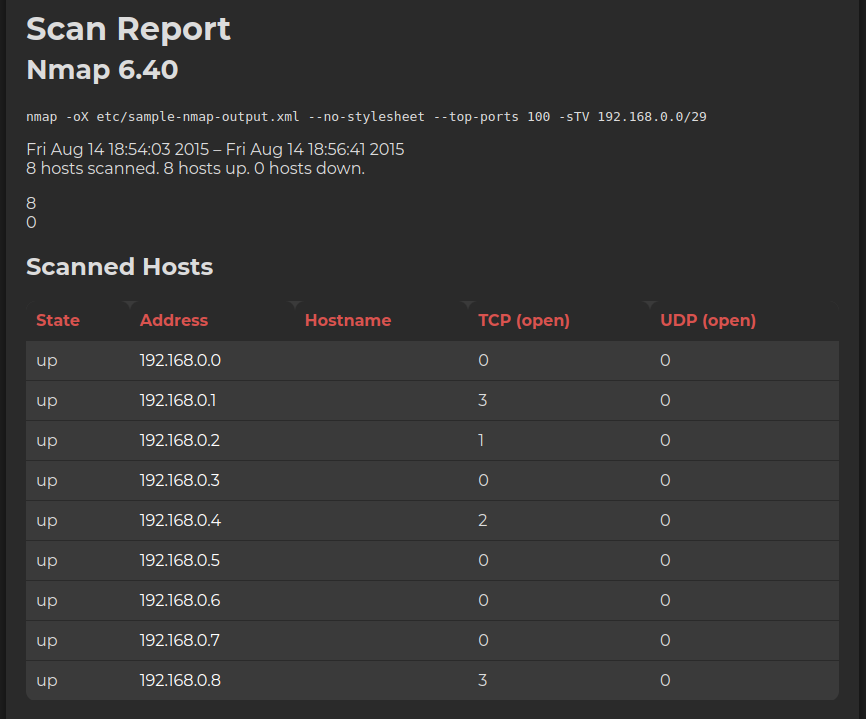 Scan Report
Nmap 6.40
nmap -oX etc/sample-nmap-output.xml --no-stylesheet --top-ports 100 -sTV 192.168.0.0/29
Fri Aug 14 18:54:03 2015 – Fri Aug 14 18:56:41 2015
8 hosts scanned. 8 hosts up. 0 hosts down.
8
0
Scanned Hosts
State Address Hostname TCP (open) UDP (open)
up 192.168.0.0 0 0
up 192.168.0.1 3 0
up 192.168.0.2 1 0
up 192.168.0.3 0 0
up 192.168.0.4 2 0
up 192.168.0.5 0 0
up 192.168.0.6 0 0
up 192.168.0.7 0 0
up 192.168.0.8 3 0